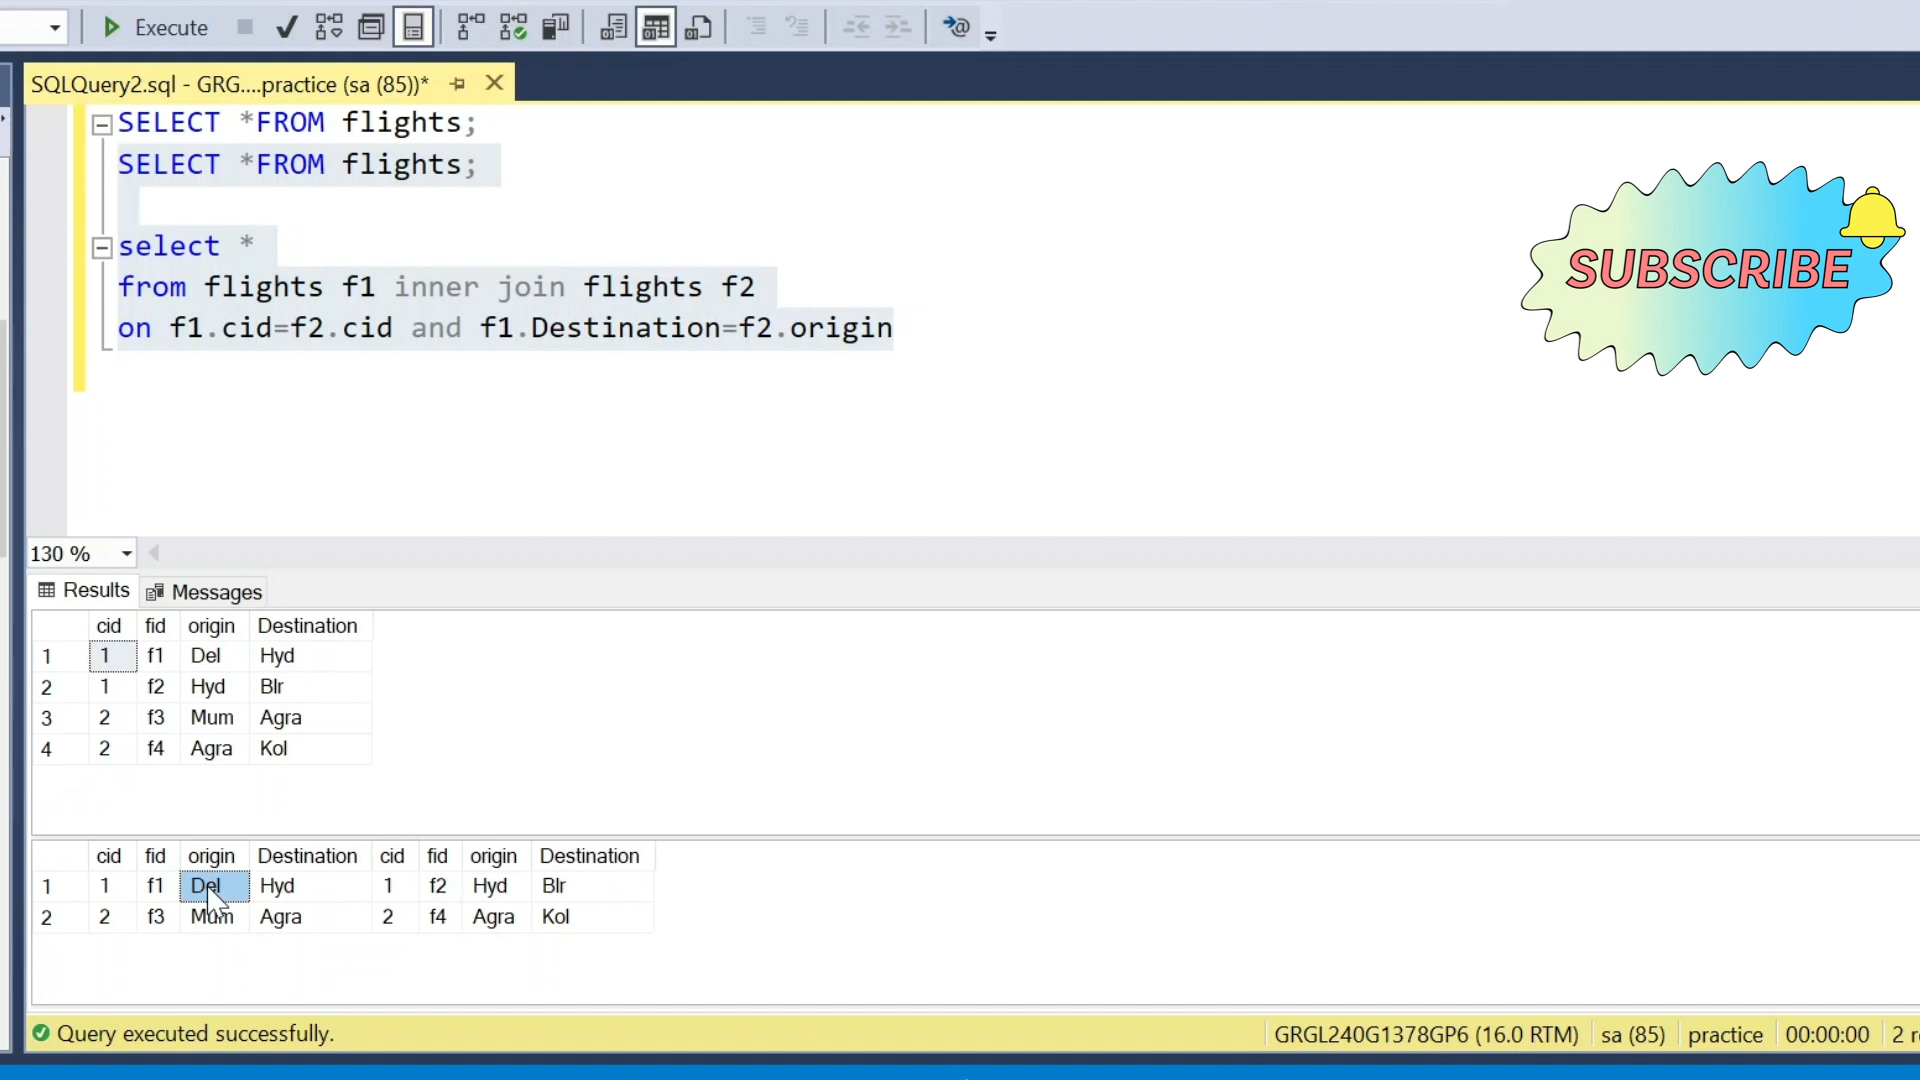 Execute
SQLQuery2.sql - GRG....practice (sa (85))*
SELECT *FROM flights;
SELECT *FROM flights;
select *
from flights f1 inner join flights f2
on f1.cid=f2.cid and f1.Destination=f2.origin
SUBSCRIBE
130 %
Results Messages
cid fid origin Destination
1 1 f1 Del Hyd
2 1 f2 Hyd Blr
3 2 f3 Mum Agra
4 2 f4 Agra Kol
cid fid origin Destination cid fid origin Destination
1 1 f1 Del Hyd 1 f2 Hyd Blr
2 2 f3 Mum Agra 2 f4 Agra Kol
Query executed successfully. GRGL240G1378GP6 (16.0 RTM) sa (85) practice 00:00:00 2